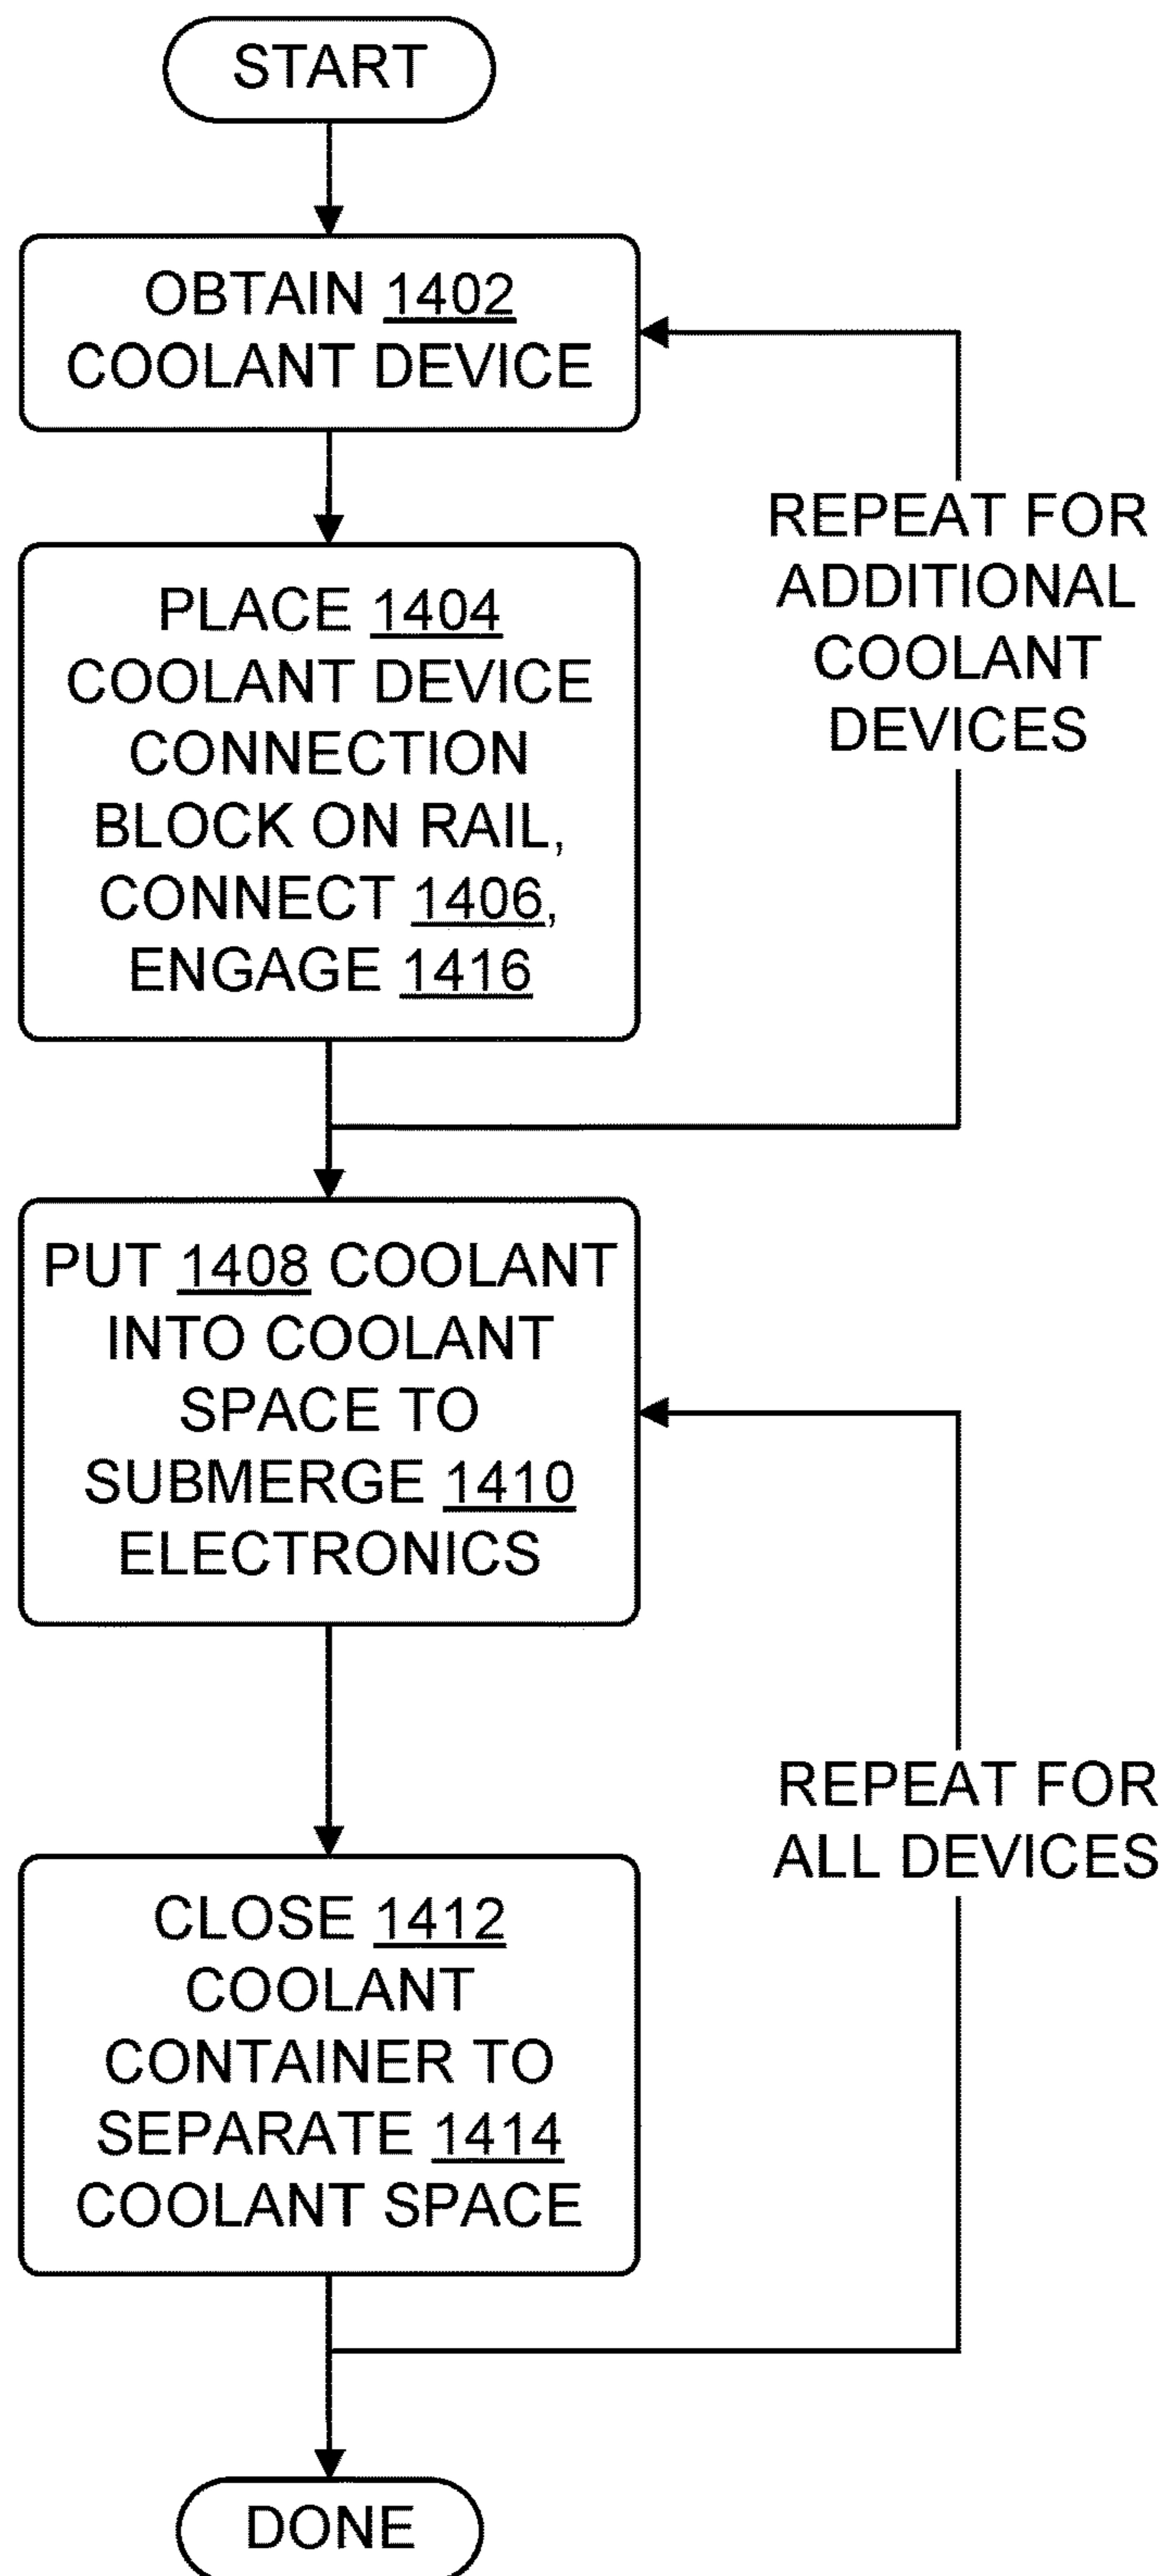 START
OBTAIN 1402
COOLANT DEVICE
REPEAT FOR
ADDITIONAL
COOLANT
DEVICES
PLACE 1404
COOLANT DEVICE
CONNECTION
BLOCK ON RAIL,
CONNECT 1406,
ENGAGE 1416
PUT 1408 COOLANT
INTO COOLANT
SPACE TO
SUBMERGE 1410
ELECTRONICS
REPEAT FOR
ALL DEVICES
CLOSE 1412
COOLANT
CONTAINER TO
SEPARATE 1414
COOLANT SPACE
DONE